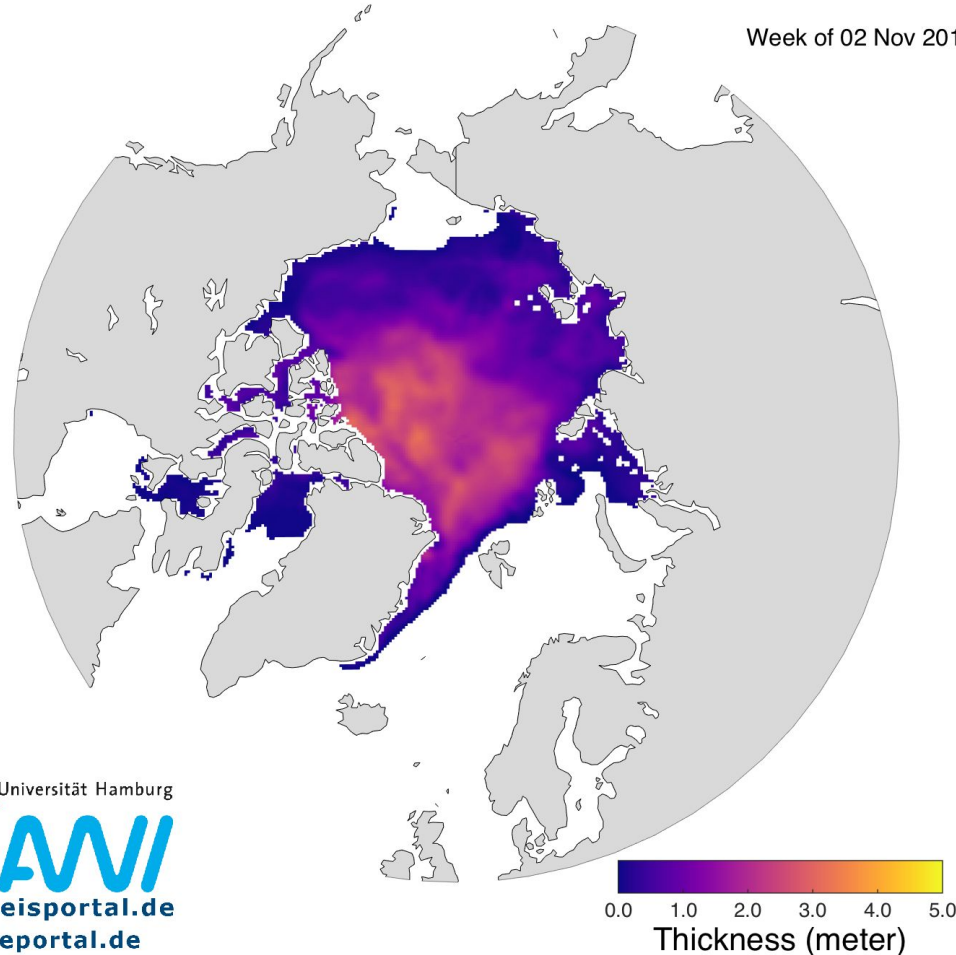 Week of 02 Nov 201
Universität Hamburg
AWI
eisportal.de
eportal.de
0.0 1.0 2.0 3.0 4.0 5.0
Thickness (meter)